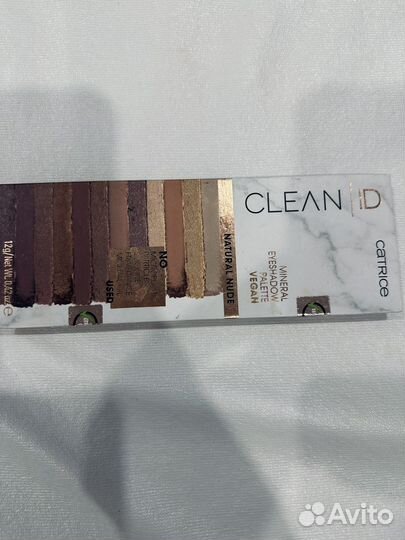 CLEAN ID
CATRICE
MINERAL
EYESHADOW
PALETTE
VEGAN
NATURAL NUDE
NO
USED
12g/Net Wt. 0.42 oz ℮
Avito